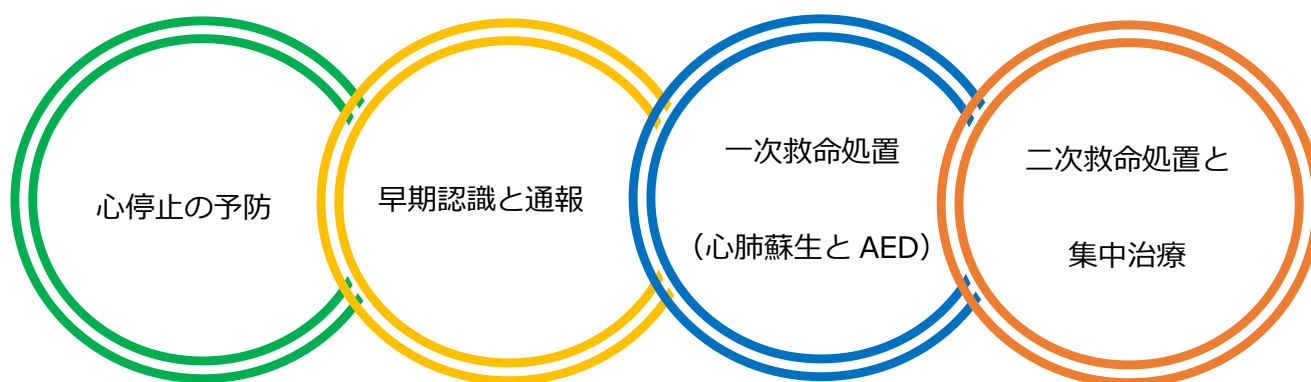 心停止の予防
早期認識と通報
一次救命処置
（心肺蘇生と AED）
二次救命処置と
集中治療